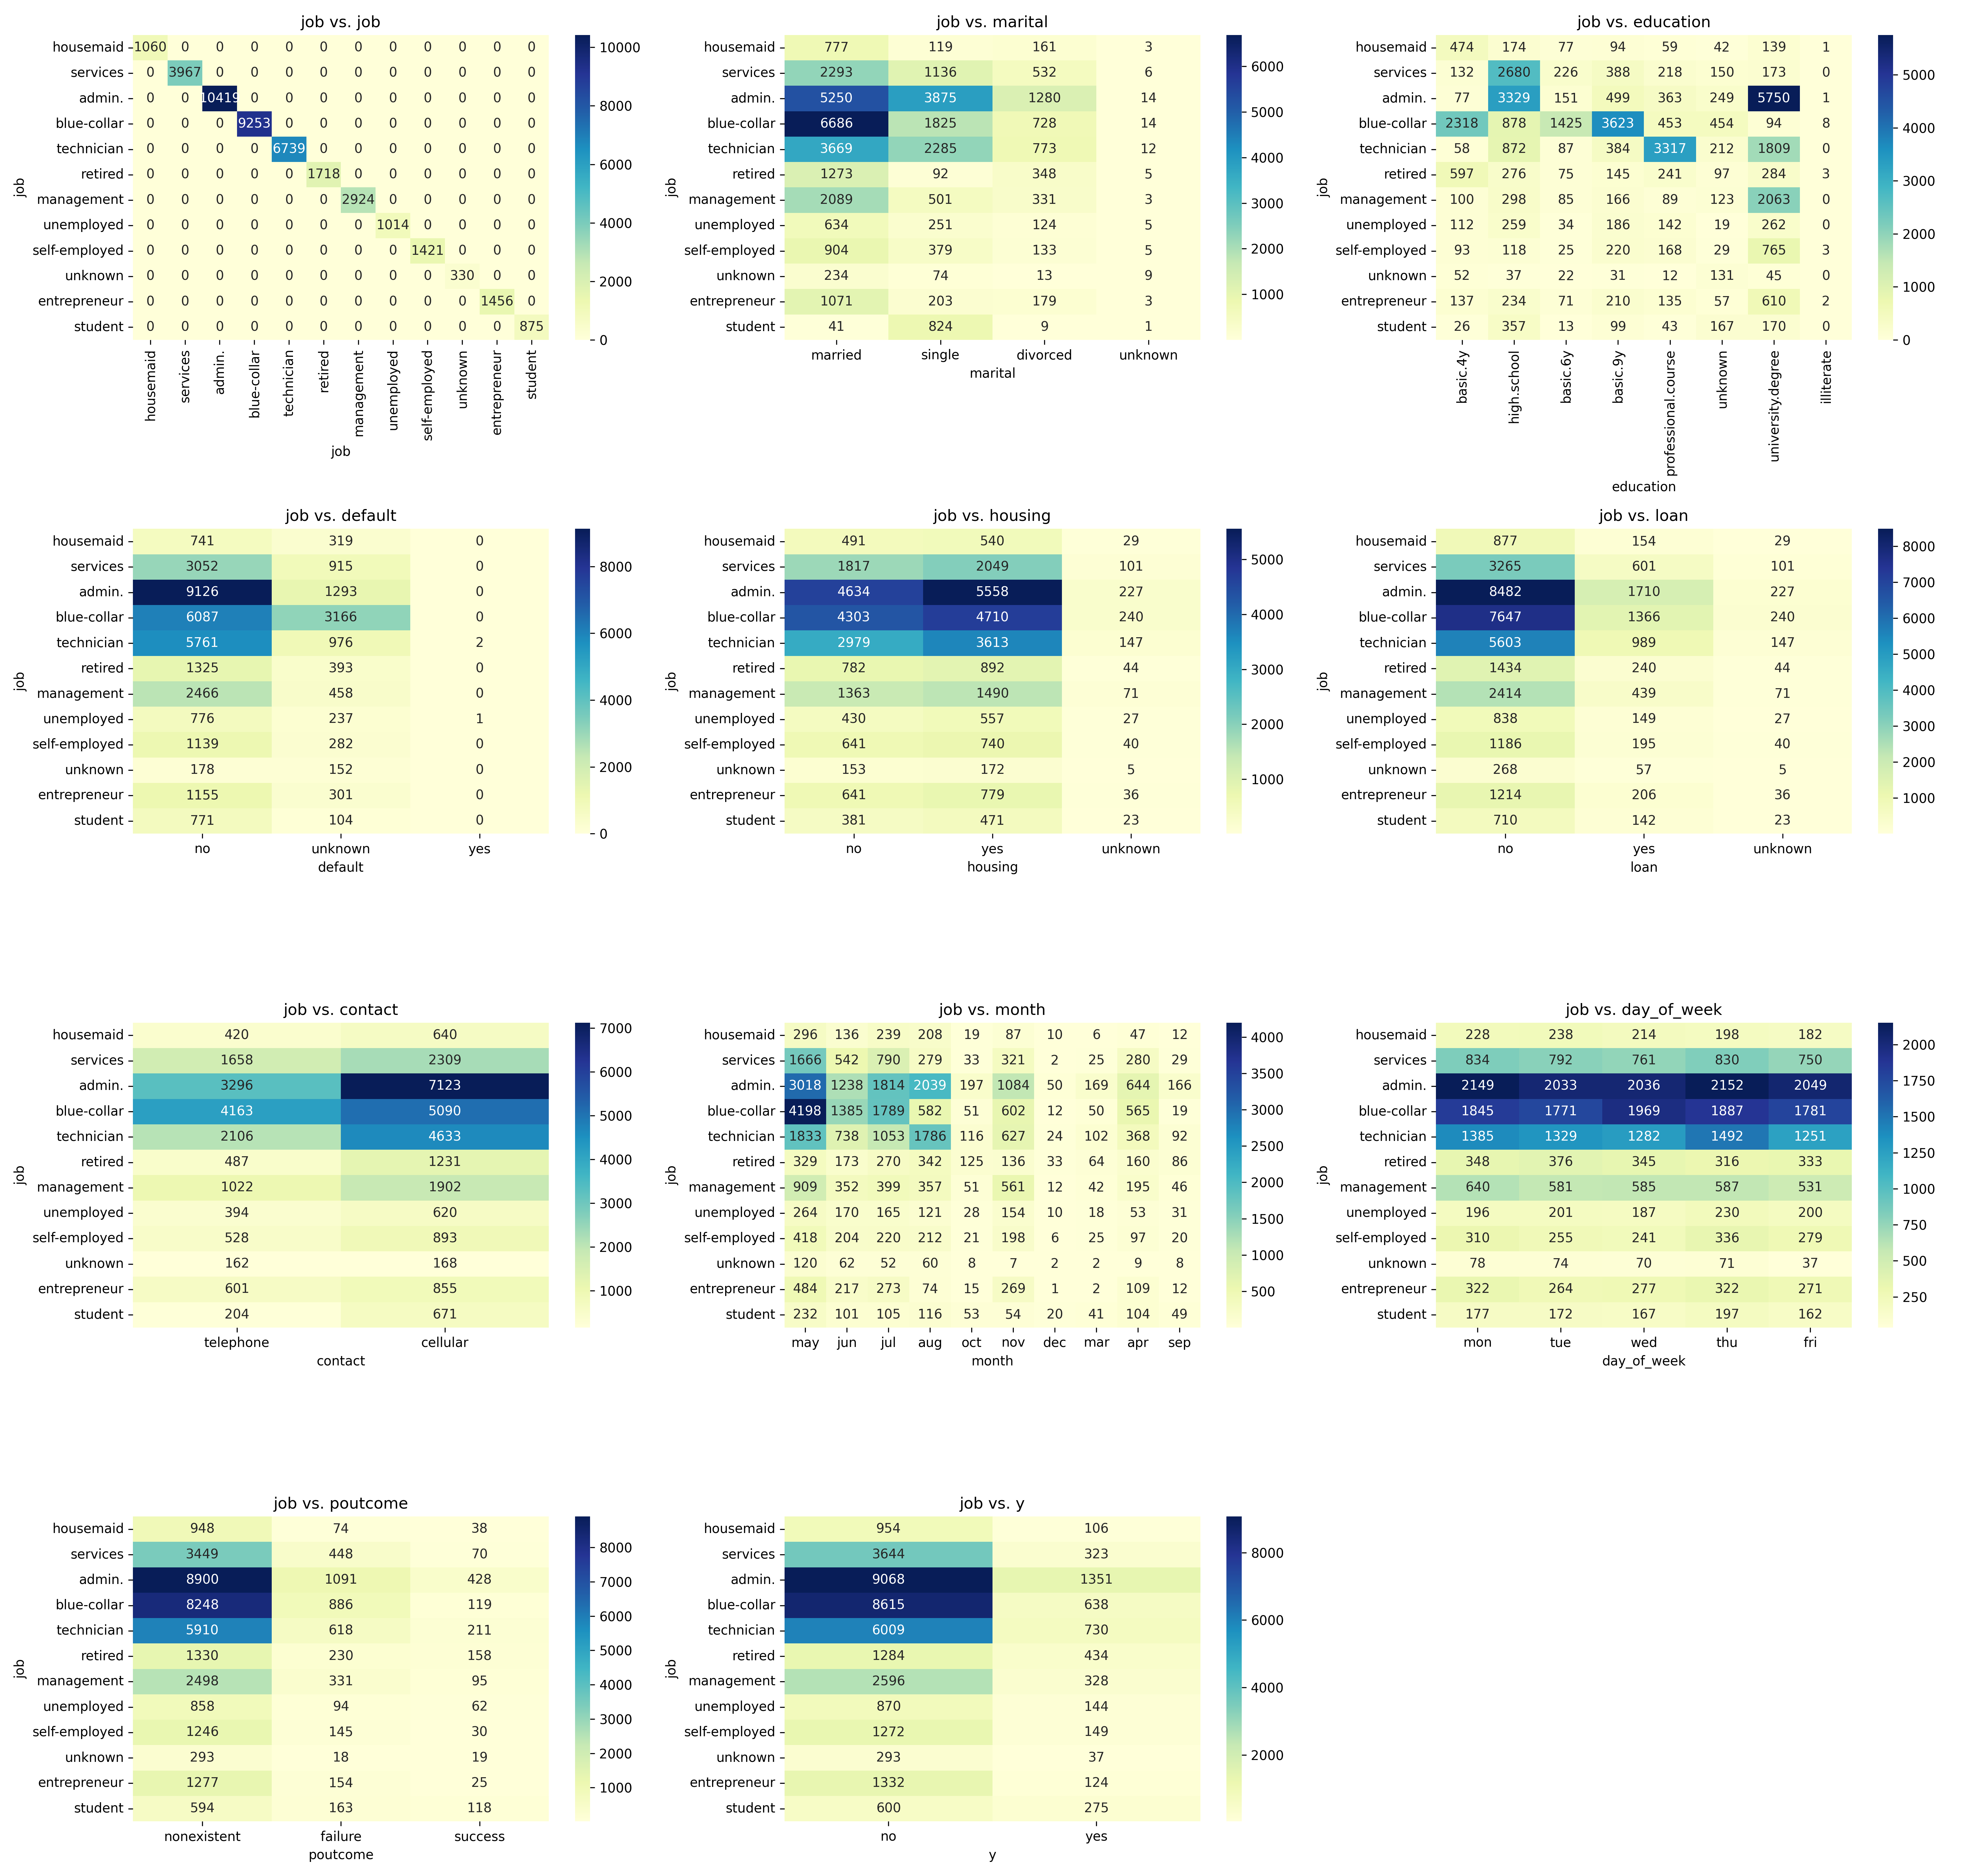 job vs. job
housemaid 1060 0 0 0 0 0 0 0 0 0 0 0
services 0 3967 0 0 0 0 0 0 0 0 0 0
admin. 0 0 10419 0 0 0 0 0 0 0 0 0
blue-collar 0 0 0 9253 0 0 0 0 0 0 0 0
technician 0 0 0 0 6739 0 0 0 0 0 0 0
retired 0 0 0 0 0 1718 0 0 0 0 0 0
management 0 0 0 0 0 0 2924 0 0 0 0 0
unemployed 0 0 0 0 0 0 0 1014 0 0 0 0
self-employed 0 0 0 0 0 0 0 0 1421 0 0 0
unknown 0 0 0 0 0 0 0 0 0 330 0 0
entrepreneur 0 0 0 0 0 0 0 0 0 0 1456 0
student 0 0 0 0 0 0 0 0 0 0 0 875
housemaid services admin. blue-collar technician retired management unemployed self-employed unknown entrepreneur student
job
job
10000
8000
6000
4000
2000
0
job vs. marital
housemaid 777 119 161 3
services 2293 1136 532 6
admin. 5250 3875 1280 14
blue-collar 6686 1825 728 14
technician 3669 2285 773 12
retired 1273 92 348 5
management 2089 501 331 3
unemployed 634 251 124 5
self-employed 904 379 133 5
unknown 234 74 13 9
entrepreneur 1071 203 179 3
student 41 824 9 1
married single divorced unknown
marital
job
6000
5000
4000
3000
2000
1000
job vs. education
housemaid 474 174 77 94 59 42 139 1
services 132 2680 226 388 218 150 173 0
admin. 77 3329 151 499 363 249 5750 1
blue-collar 2318 878 1425 3623 453 454 94 8
technician 58 872 87 384 3317 212 1809 0
retired 597 276 75 145 241 97 284 3
management 100 298 85 166 89 123 2063 0
unemployed 112 259 34 186 142 19 262 0
self-employed 93 118 25 220 168 29 765 3
unknown 52 37 22 31 12 131 45 0
entrepreneur 137 234 71 210 135 57 610 2
student 26 357 13 99 43 167 170 0
basic.4y high.school basic.6y basic.9y professional.course unknown university.degree illiterate
education
job
5000
4000
3000
2000
1000
0
job vs. default
housemaid 741 319 0
services 3052 915 0
admin. 9126 1293 0
blue-collar 6087 3166 0
technician 5761 976 2
retired 1325 393 0
management 2466 458 0
unemployed 776 237 1
self-employed 1139 282 0
unknown 178 152 0
entrepreneur 1155 301 0
student 771 104 0
no unknown yes
default
job
8000
6000
4000
2000
0
job vs. housing
housemaid 491 540 29
services 1817 2049 101
admin. 4634 5558 227
blue-collar 4303 4710 240
technician 2979 3613 147
retired 782 892 44
management 1363 1490 71
unemployed 430 557 27
self-employed 641 740 40
unknown 153 172 5
entrepreneur 641 779 36
student 381 471 23
no yes unknown
housing
job
5000
4000
3000
2000
1000
job vs. loan
housemaid 877 154 29
services 3265 601 101
admin. 8482 1710 227
blue-collar 7647 1366 240
technician 5603 989 147
retired 1434 240 44
management 2414 439 71
unemployed 838 149 27
self-employed 1186 195 40
unknown 268 57 5
entrepreneur 1214 206 36
student 710 142 23
no yes unknown
loan
job
8000
7000
6000
5000
4000
3000
2000
1000
job vs. contact
housemaid 420 640
services 1658 2309
admin. 3296 7123
blue-collar 4163 5090
technician 2106 4633
retired 487 1231
management 1022 1902
unemployed 394 620
self-employed 528 893
unknown 162 168
entrepreneur 601 855
student 204 671
telephone cellular
contact
job
7000
6000
5000
4000
3000
2000
1000
job vs. month
housemaid 296 136 239 208 19 87 10 6 47 12
services 1666 542 790 279 33 321 2 25 280 29
admin. 3018 1238 1814 2039 197 1084 50 169 644 166
blue-collar 4198 1385 1789 582 51 602 12 50 565 19
technician 1833 738 1053 1786 116 627 24 102 368 92
retired 329 173 270 342 125 136 33 64 160 86
management 909 352 399 357 51 561 12 42 195 46
unemployed 264 170 165 121 28 154 10 18 53 31
self-employed 418 204 220 212 21 198 6 25 97 20
unknown 120 62 52 60 8 7 2 2 9 8
entrepreneur 484 217 273 74 15 269 1 2 109 12
student 232 101 105 116 53 54 20 41 104 49
may jun jul aug oct nov dec mar apr sep
month
job
4000
3500
3000
2500
2000
1500
1000
500
job vs. day_of_week
housemaid 228 238 214 198 182
services 834 792 761 830 750
admin. 2149 2033 2036 2152 2049
blue-collar 1845 1771 1969 1887 1781
technician 1385 1329 1282 1492 1251
retired 348 376 345 316 333
management 640 581 585 587 531
unemployed 196 201 187 230 200
self-employed 310 255 241 336 279
unknown 78 74 70 71 37
entrepreneur 322 264 277 322 271
student 177 172 167 197 162
mon tue wed thu fri
day_of_week
job
2000
1750
1500
1250
1000
750
500
250
job vs. poutcome
housemaid 948 74 38
services 3449 448 70
admin. 8900 1091 428
blue-collar 8248 886 119
technician 5910 618 211
retired 1330 230 158
management 2498 331 95
unemployed 858 94 62
self-employed 1246 145 30
unknown 293 18 19
entrepreneur 1277 154 25
student 594 163 118
nonexistent failure success
poutcome
job
8000
7000
6000
5000
4000
3000
2000
1000
job vs. y
housemaid 954 106
services 3644 323
admin. 9068 1351
blue-collar 8615 638
technician 6009 730
retired 1284 434
management 2596 328
unemployed 870 144
self-employed 1272 149
unknown 293 37
entrepreneur 1332 124
student 600 275
no yes
y
job
8000
6000
4000
2000